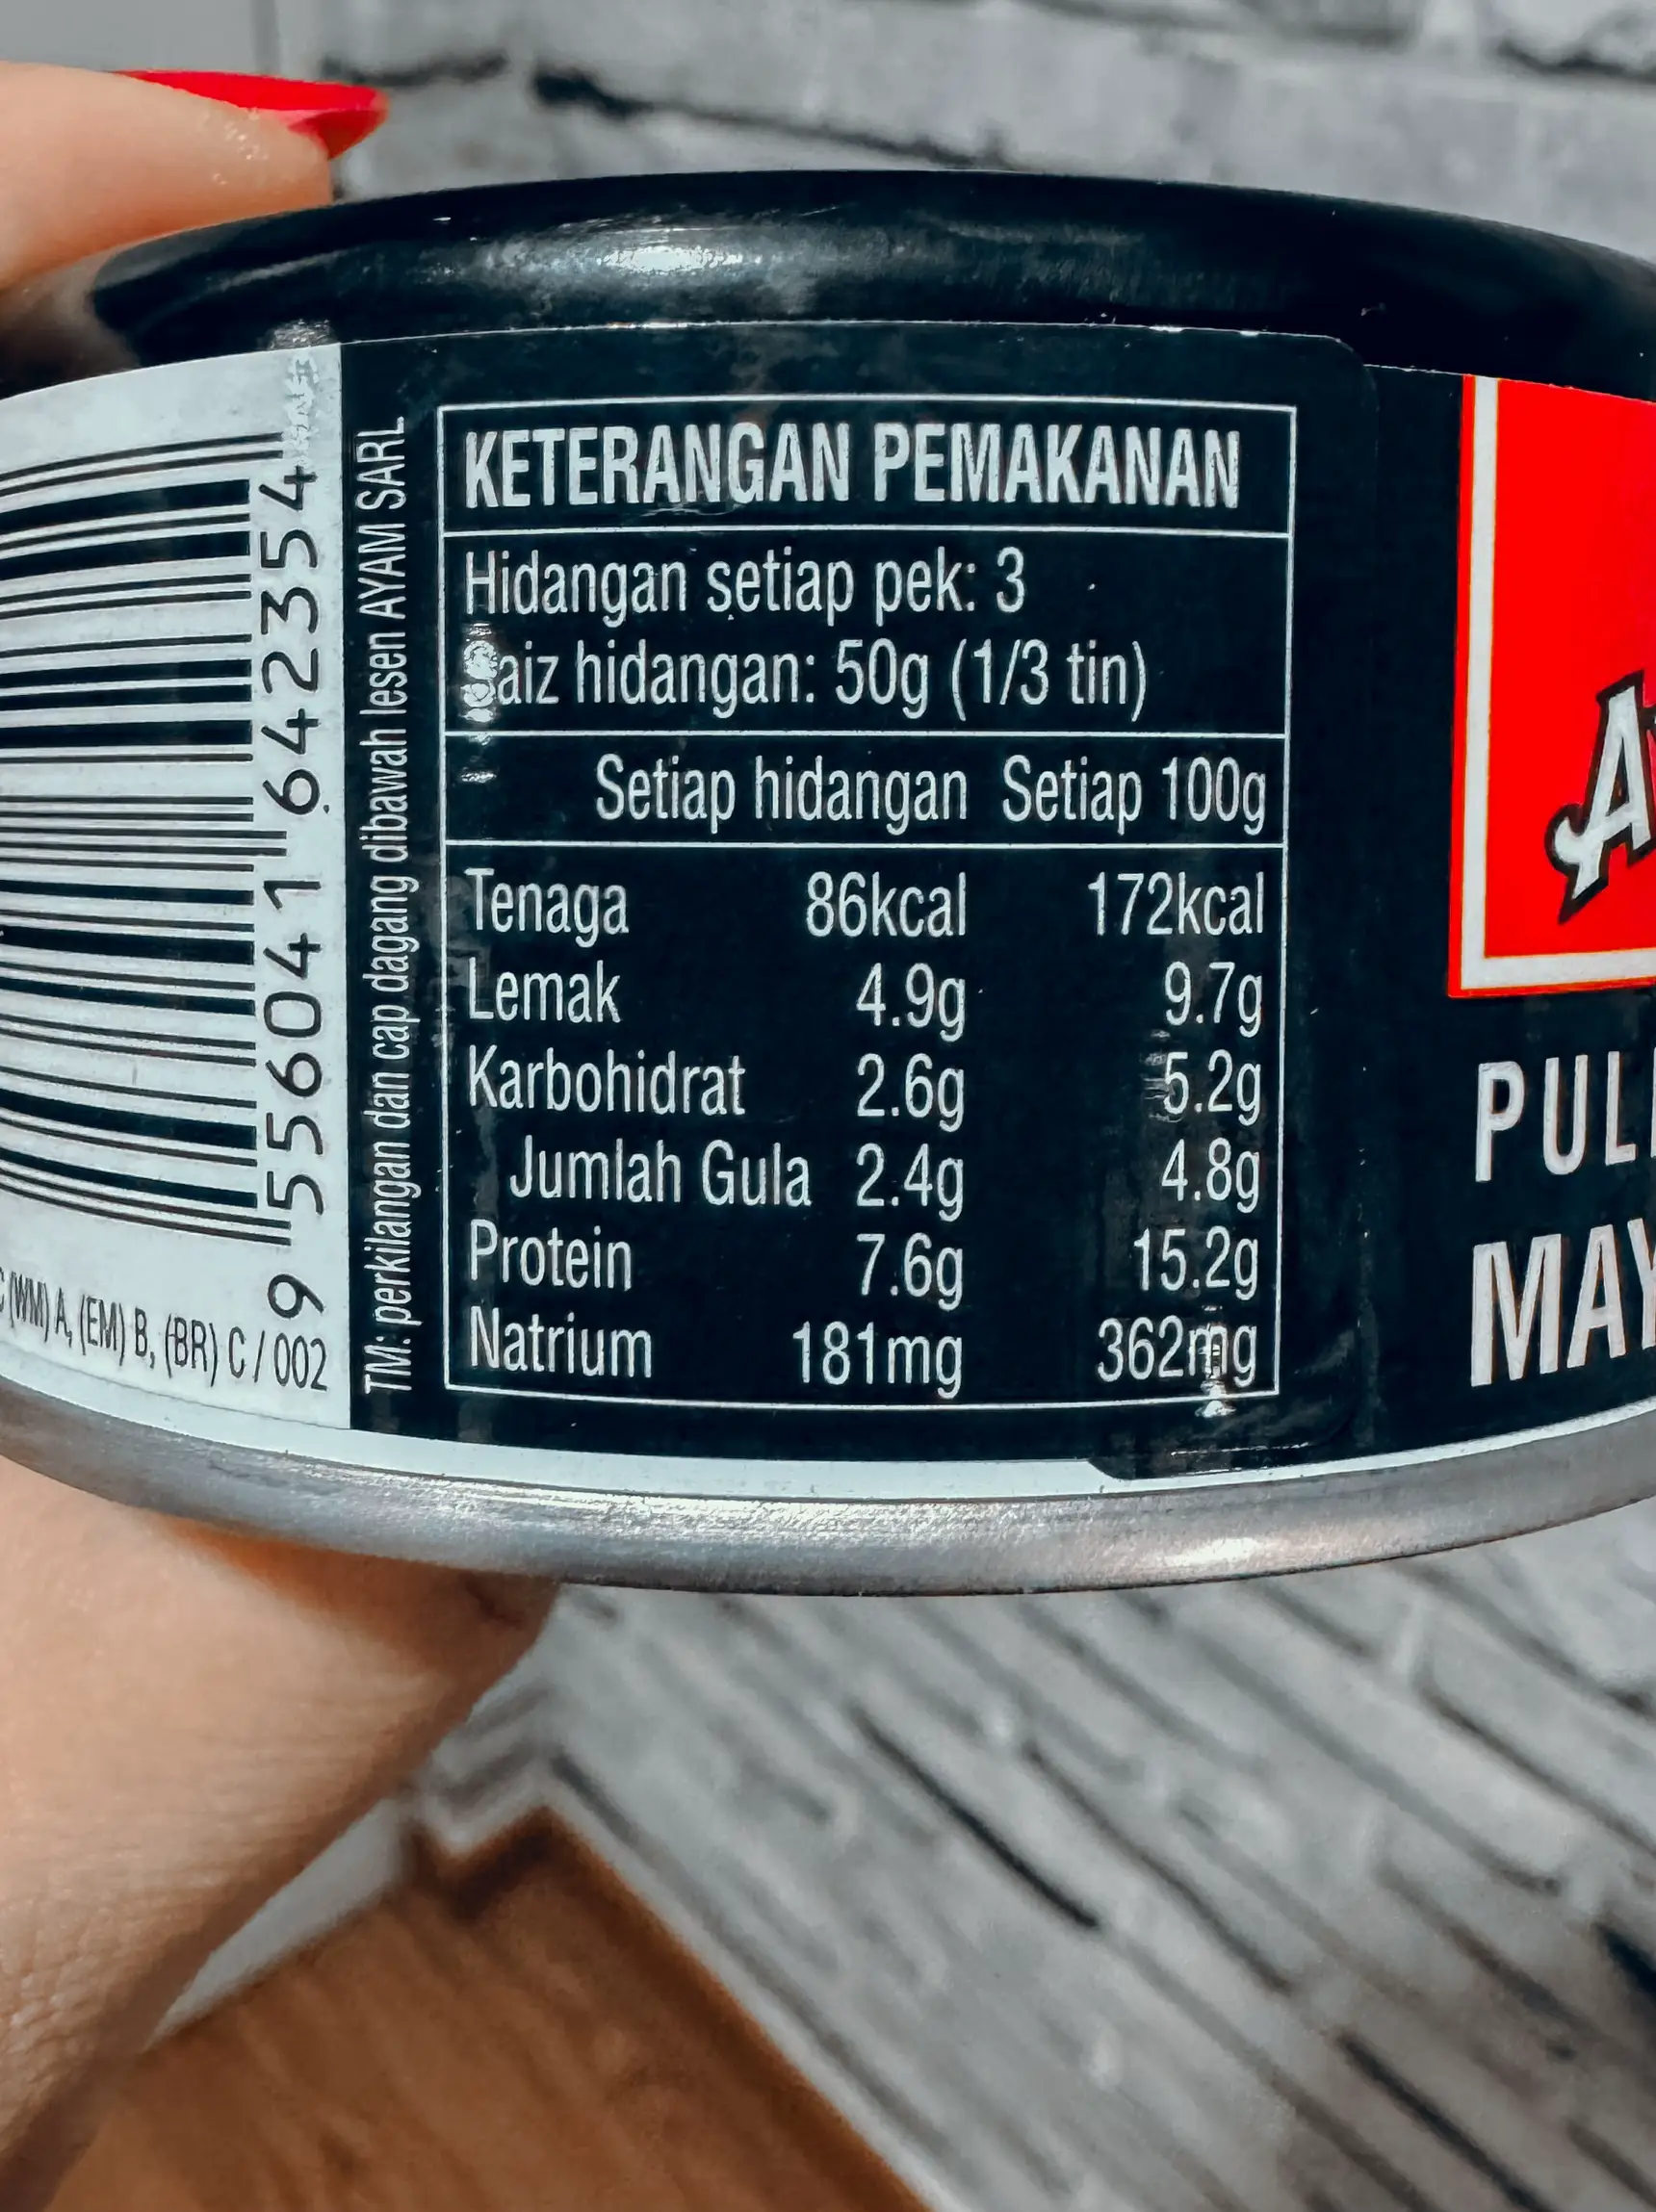 KETERANGAN PEMAKANAN
Hidangan setiap pek: 3
aiz hidangan: 50g (1/3 tin)
Setiap hidangan Setiap 100g
Tenaga 86kcal 172kcal
Lemak 4.9g 9.7g
Karbohidrat 2.6g 5.2g
Jumlah Gula 2.4g 4.8g
Protein 7.6g 15.2g
Natrium 181mg 362mg
TM: perkilangan dan cap dagang dibawah lesen AYAM SARL
9 556041 642354
(WM) A, (EM) B, (BR) C / 002